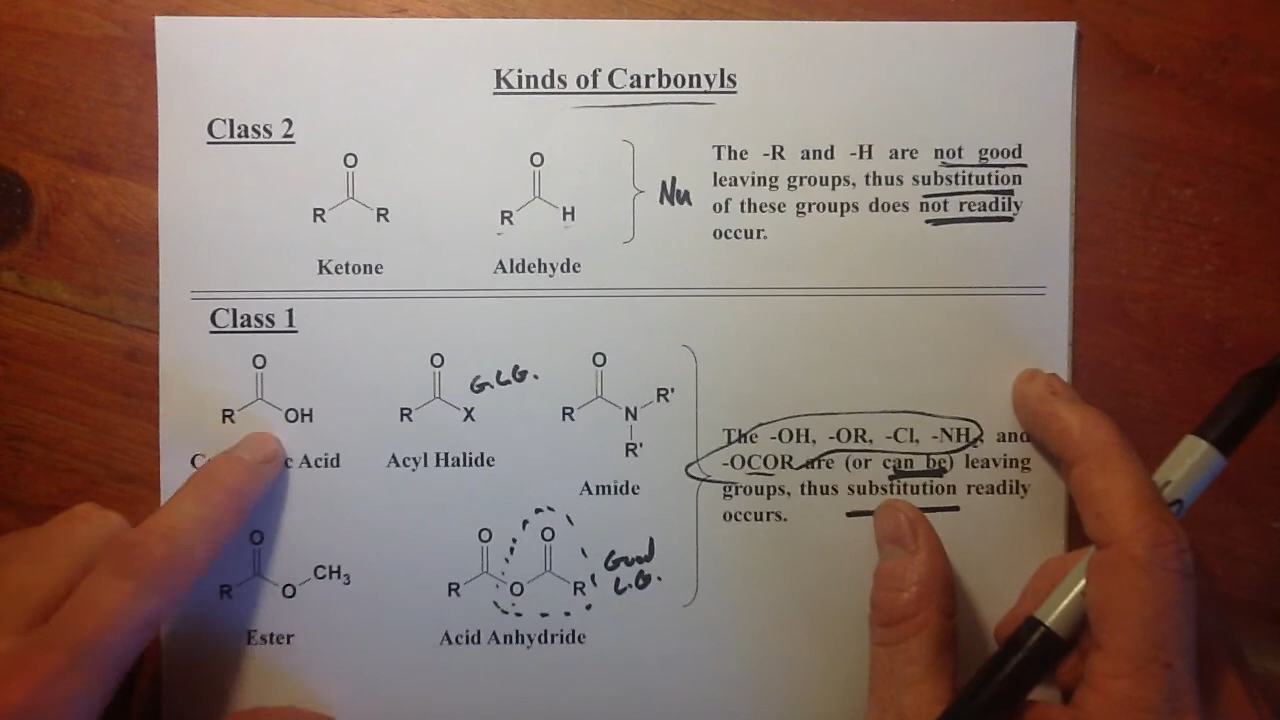 Kinds of Carbonyls
Class 2
O
R R
Ketone
O
R H
Aldehyde
Nu
The -R and -H are not good
leaving groups, thus substitution
of these groups does not readily
occur.
Class 1
O
R OH
c Acid
O
R X
G.L.G.
Acyl Halide
O
R N R'
R'
Amide
O
R O CH3
Ester
O O
R O R'
Good
L.G.
Acid Anhydride
The -OH, -OR, -Cl, -NH, and
-OCOR are (or can be) leaving
groups, thus substitution readily
occurs.